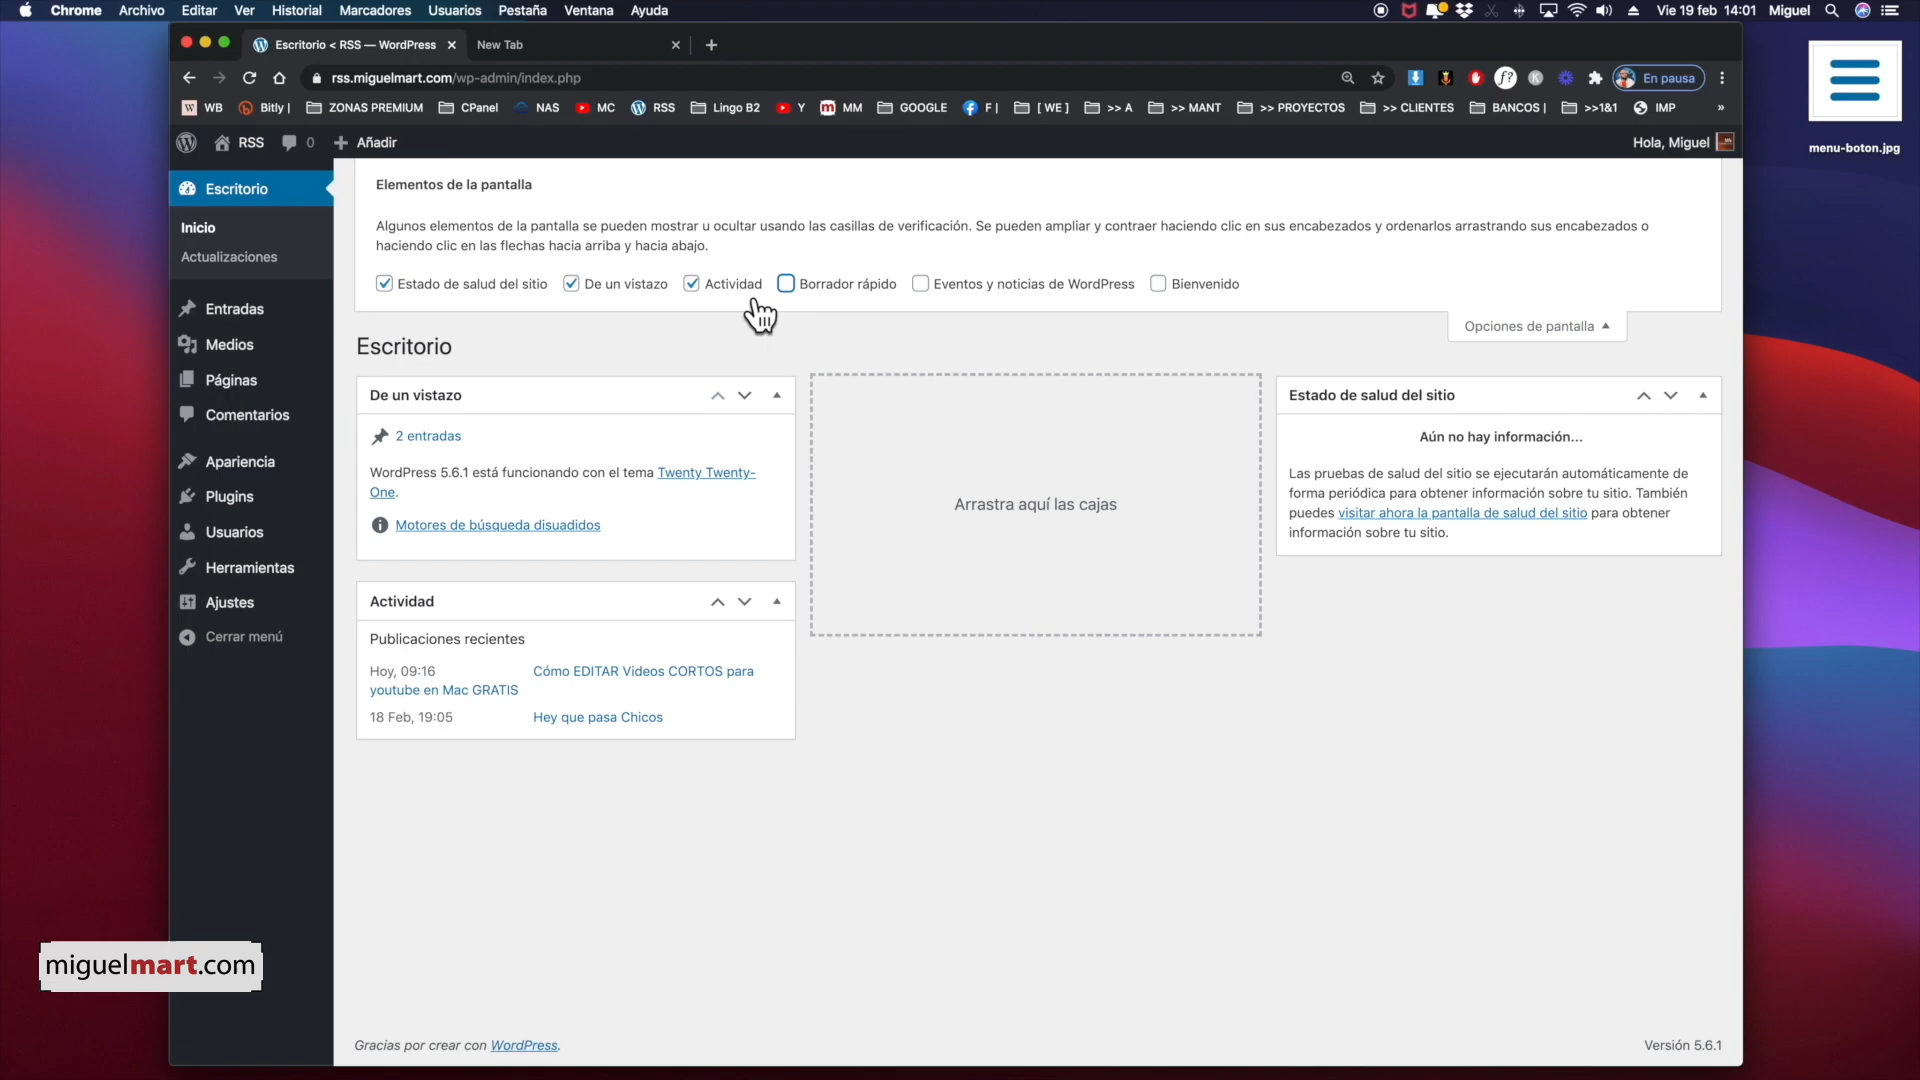 Chrome Archivo Editar Ver Historial Marcadores Usuarios Pestaña Ventana Ayuda
Vie 19 feb 14:01 Miguel
Escritorio < RSS — WordPress
New Tab
rss.miguelmart.com/wp-admin/index.php
En pausa
WB Bitly | ZONAS PREMIUM CPanel NAS MC RSS Lingo B2 Y MM GOOGLE F | [ WE ] >> A >> MANT >> PROYECTOS >> CLIENTES BANCOS | >>1&1 IMP »
RSS 0 Añadir
Hola, Miguel
menu-boton.jpg
Escritorio
Inicio
Actualizaciones
Entradas
Medios
Páginas
Comentarios
Apariencia
Plugins
Usuarios
Herramientas
Ajustes
Cerrar menú
Elementos de la pantalla
Algunos elementos de la pantalla se pueden mostrar u ocultar usando las casillas de verificación. Se pueden ampliar y contraer haciendo clic en sus encabezados y ordenarlos arrastrando sus encabezados o
haciendo clic en las flechas hacia arriba y hacia abajo.
Estado de salud del sitio De un vistazo Actividad Borrador rápido Eventos y noticias de WordPress Bienvenido
Opciones de pantalla
Escritorio
De un vistazo
2 entradas
WordPress 5.6.1 está funcionando con el tema Twenty Twenty-
One.
Motores de búsqueda disuadidos
Actividad
Publicaciones recientes
Hoy, 09:16 Cómo EDITAR Videos CORTOS para
youtube en Mac GRATIS
18 Feb, 19:05 Hey que pasa Chicos
Arrastra aquí las cajas
Estado de salud del sitio
Aún no hay información...
Las pruebas de salud del sitio se ejecutarán automáticamente de
forma periódica para obtener información sobre tu sitio. También
puedes visitar ahora la pantalla de salud del sitio para obtener
información sobre tu sitio.
miguelmart.com
Gracias por crear con WordPress.
Versión 5.6.1